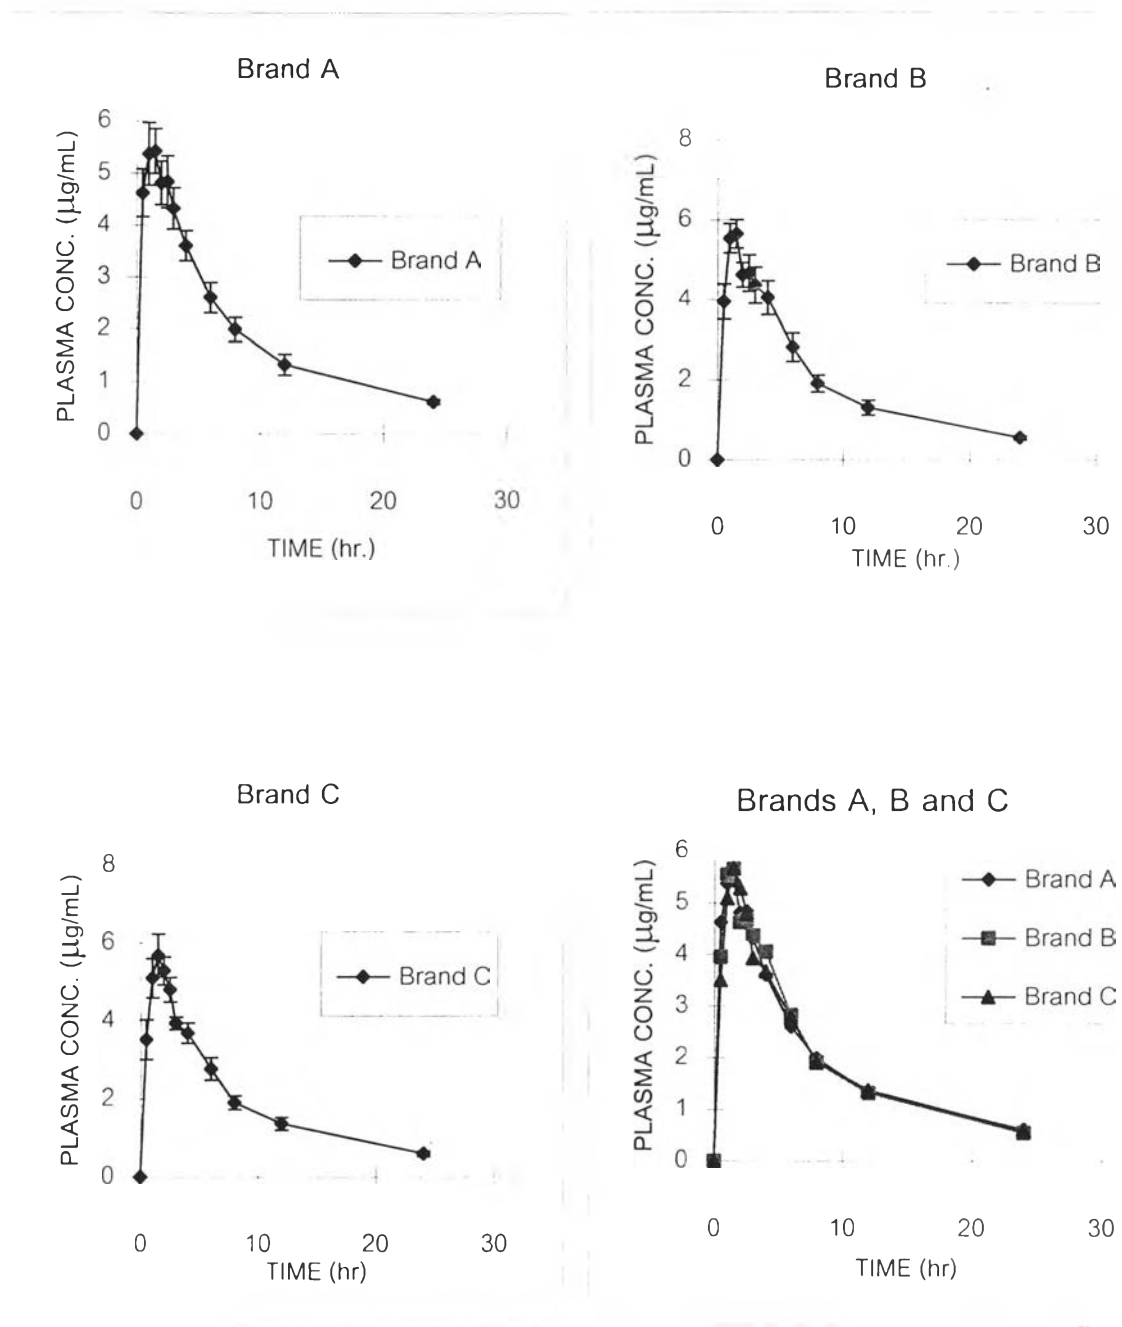 Brand A
PLASMA CONC. (µg/mL)
6
5
4
3
2
1
0
Brand A
0 10 20 30
TIME (hr.)
Brand B
PLASMA CONC. (µg/mL)
8
6
4
2
0
Brand B
0 10 20 30
TIME (hr.)
Brand C
PLASMA CONC. (µg/mL)
8
6
4
2
0
Brand C
0 10 20 30
TIME (hr)
Brands A, B and C
PLASMA CONC. (µg/mL)
6
5
4
3
2
1
0
Brand A
Brand B
Brand C
0 10 20 30
TIME (hr)